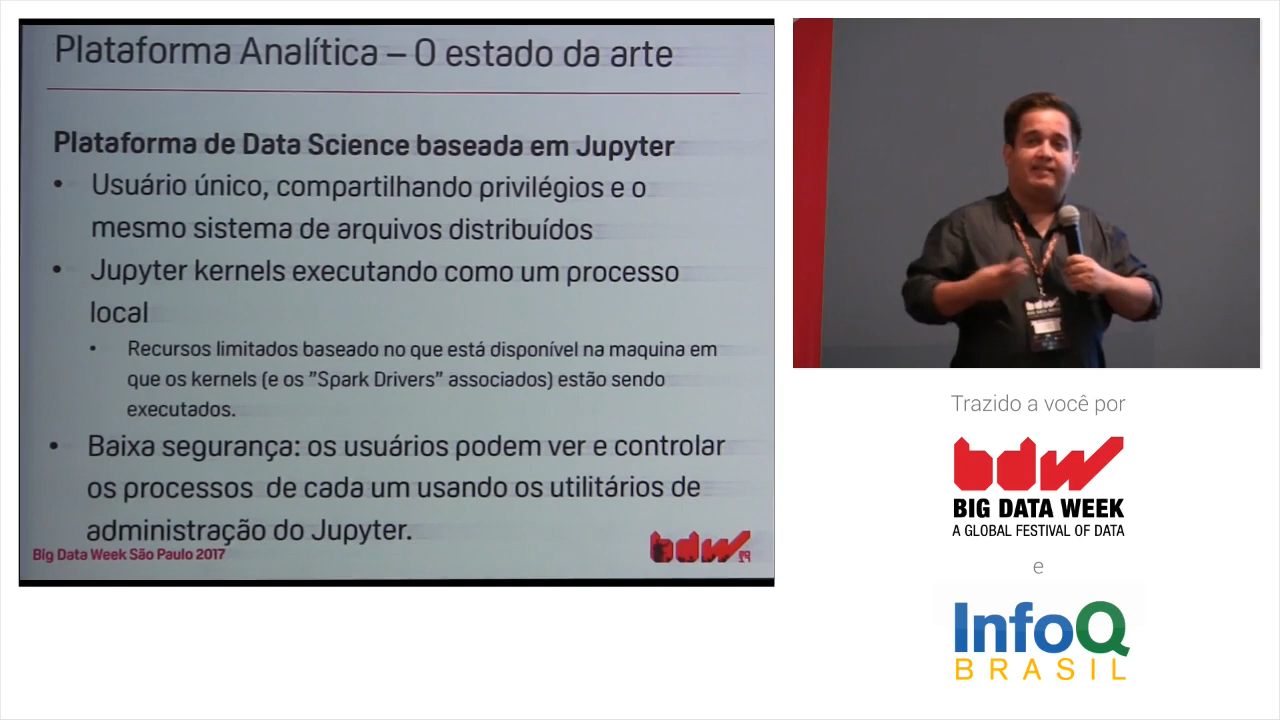 Plataforma Analítica – O estado da arte
Plataforma de Data Science baseada em Jupyter
• Usuário único, compartilhando privilégios e o
mesmo sistema de arquivos distribuídos
• Jupyter kernels executando como um processo
local
• Recursos limitados baseado no que está disponível na maquina em
que os kernels (e os "Spark Drivers" associados) estão sendo
executados.
• Baixa segurança: os usuários podem ver e controlar
os processos de cada um usando os utilitários de
administração do Jupyter.
Big Data Week São Paulo 2017
bdw
Trazido a você por
bdw
BIG DATA WEEK
A GLOBAL FESTIVAL OF DATA
e
InfoQ
BRASIL